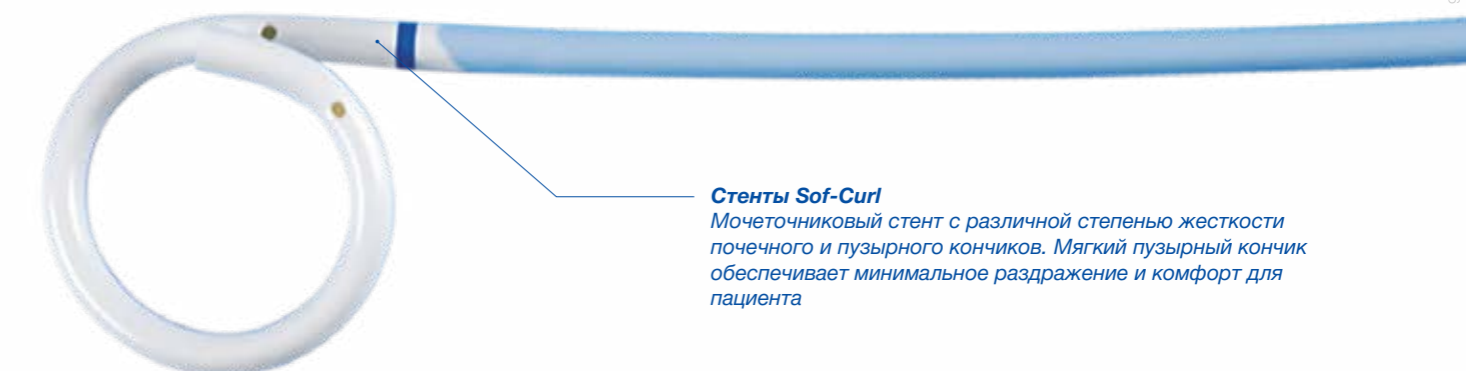 Стенты Sof-Curl
Мочеточниковый стент с различной степенью жесткости
почечного и пузырного кончиков. Мягкий пузырный кончик
обеспечивает минимальное раздражение и комфорт для
пациента